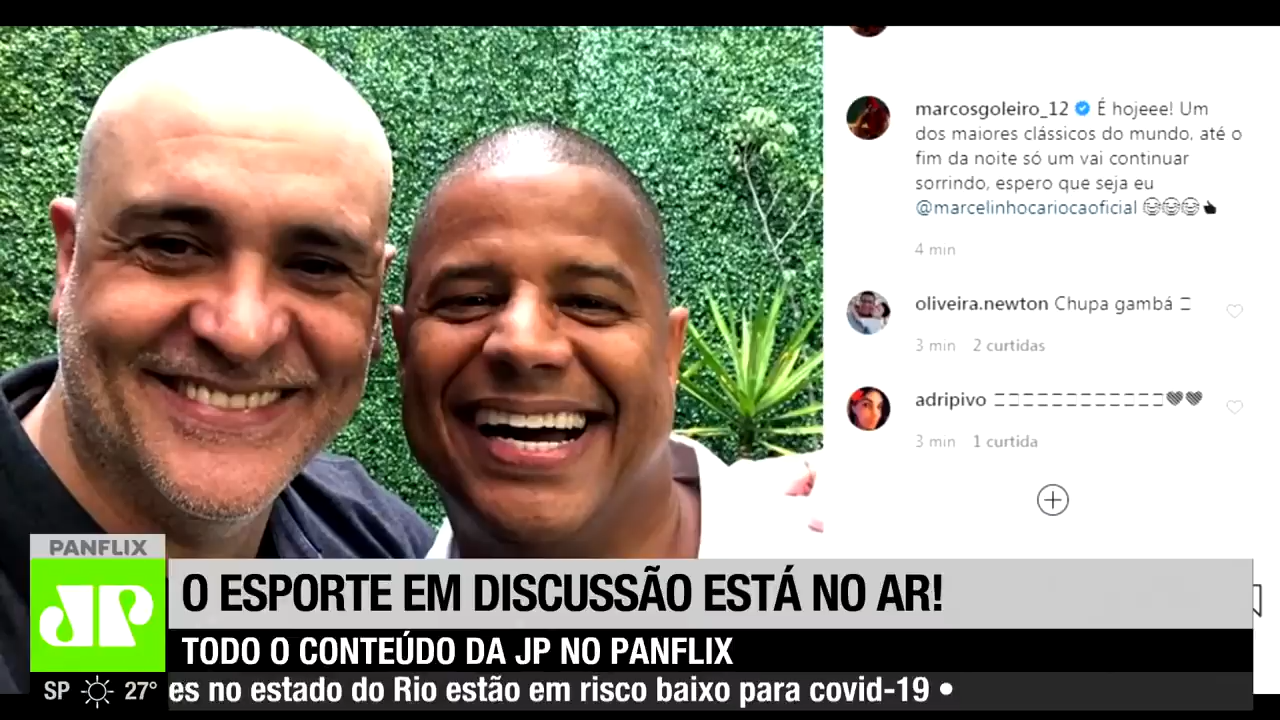 marcosgoleiro_12 É hojeee! Um
dos maiores clássicos do mundo, até o
fim da noite só um vai continuar
sorrindo, espero que seja eu
@marcelinhocariocaoficial
4 min
oliveira.newton Chupa gambá
3 min 2 curtidas
adripivo
3 min 1 curtida
PANFLIX
JP
O ESPORTE EM DISCUSSÃO ESTÁ NO AR!
TODO O CONTEÚDO DA JP NO PANFLIX
SP 27° es no estado do Rio estão em risco baixo para covid-19 •